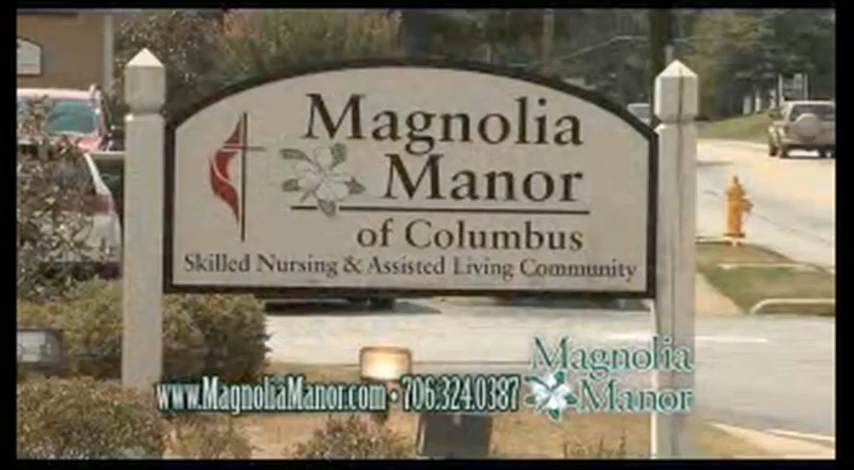 Magnolia
Manor
of Columbus
Skilled Nursing & Assisted Living Community
www.MagnoliaManor.com • 706.324.0387
Magnolia
Manor